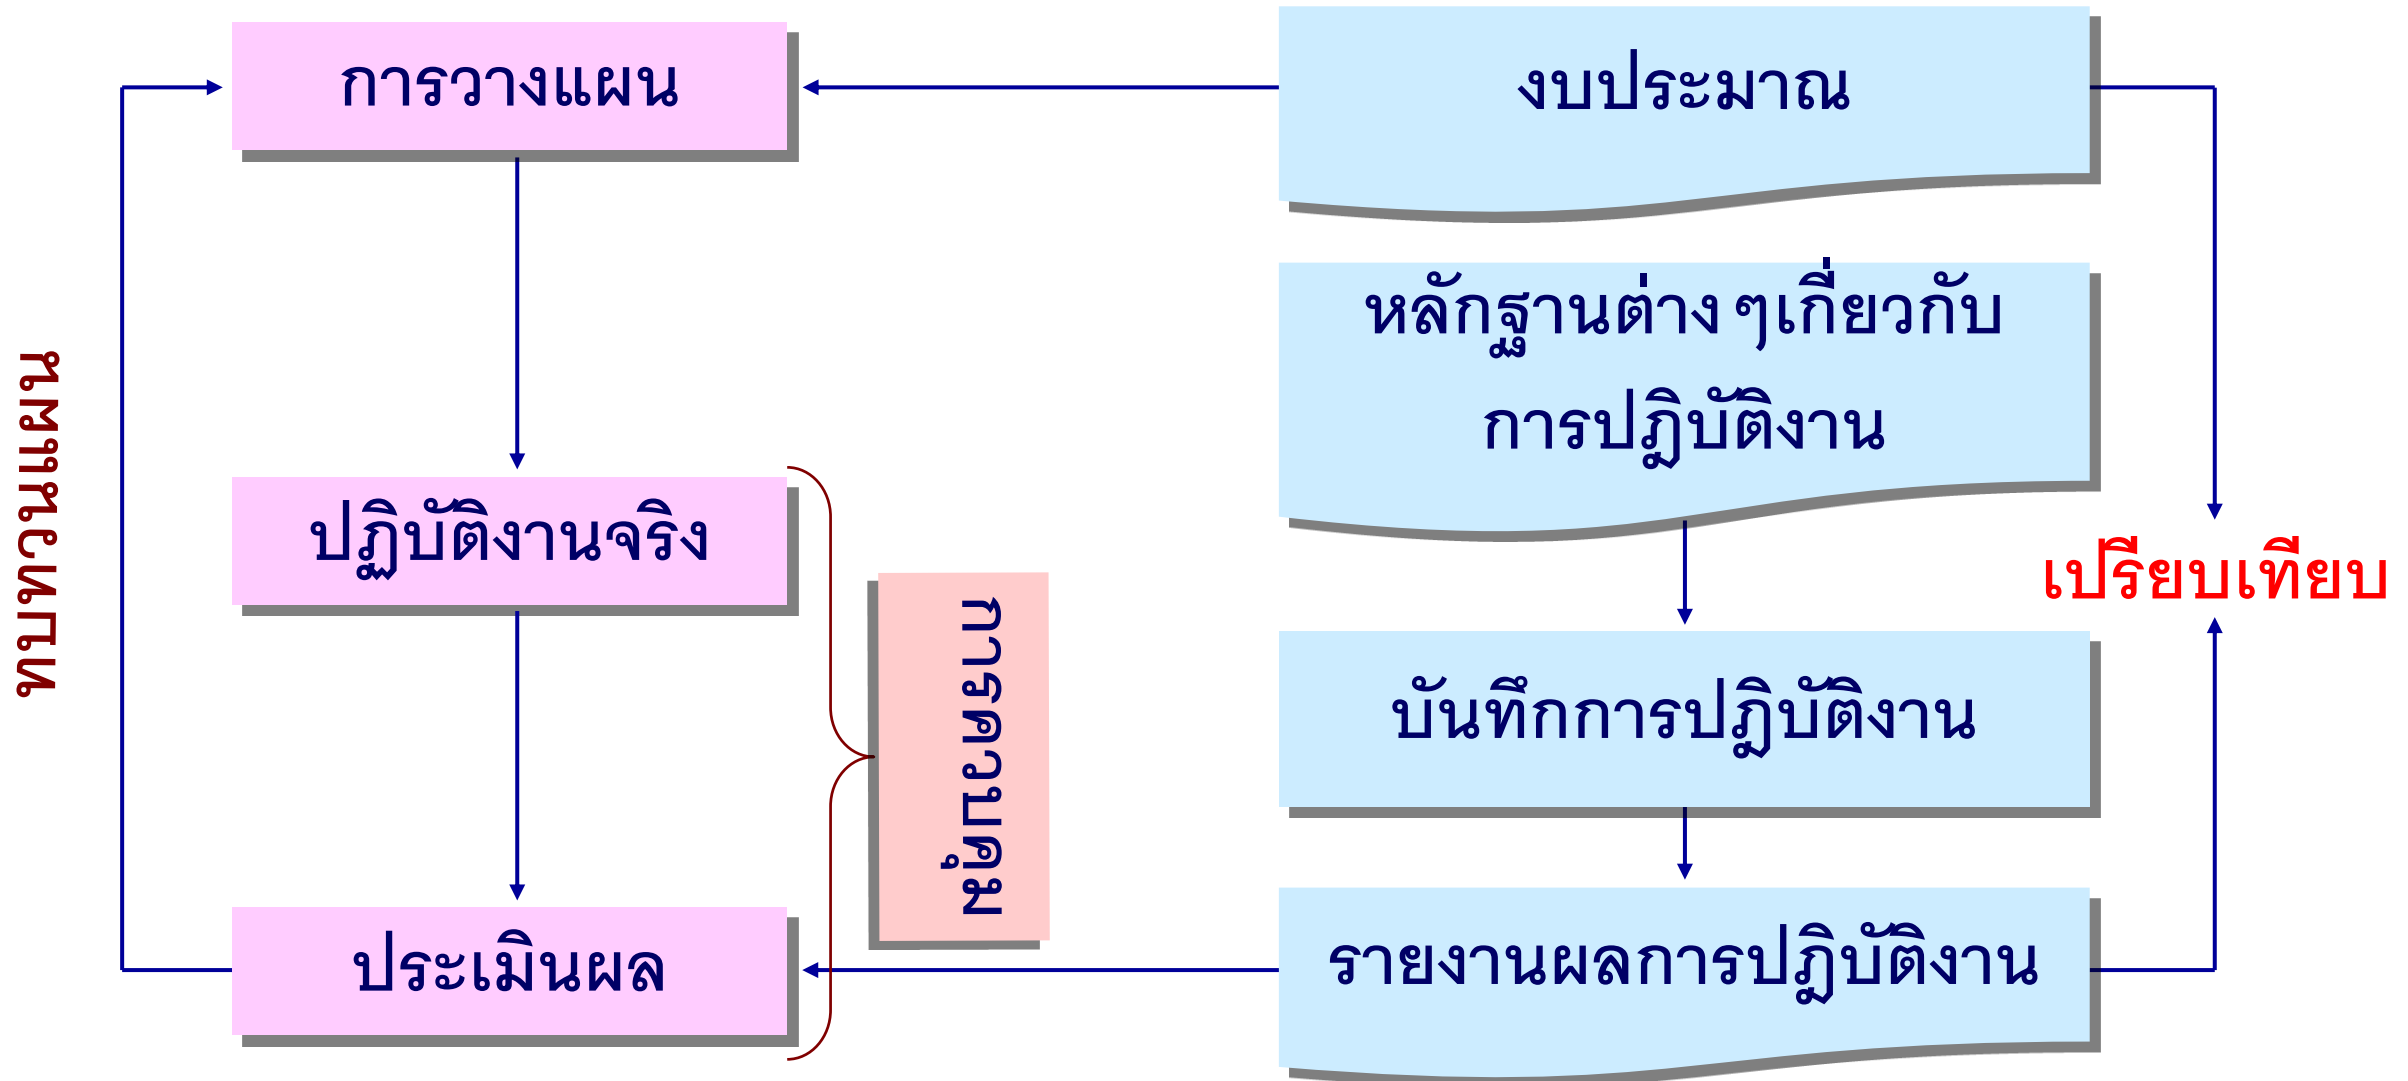 การวางแผน
งบประมาณ
หลักฐานต่าง ๆเกี่ยวกับ
การปฎิบัติงาน
ทบทวนแผน
ปฏิบัติงานจริง
เปรียบเทียบ
การควบคุม
บันทึกการปฎิบัติงาน
ประเมินผล
รายงานผลการปฎิบัติงาน